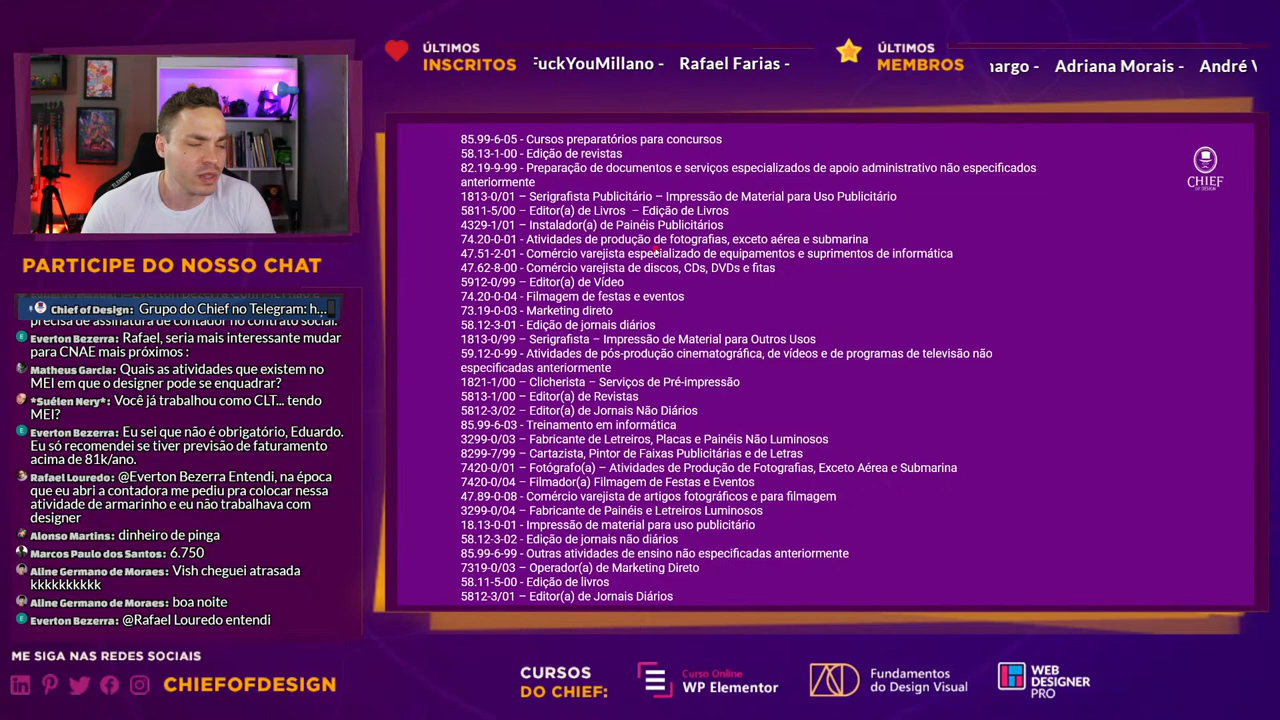 ÚLTIMOS
INSCRITOS
FuckYouMillano - Rafael Farias -
ÚLTIMOS
MEMBROS
argo - Adriana Morais - André
85.99-6-05 - Cursos preparatórios para concursos
58.13-1-00 - Edição de revistas
82.19-9-99 - Preparação de documentos e serviços especializados de apoio administrativo não especificados
anteriormente
1813-0/01 – Serigrafista Publicitário – Impressão de Material para Uso Publicitário
5811-5/00 – Editor(a) de Livros – Edição de Livros
4329-1/01 – Instalador(a) de Painéis Publicitários
74.20-0-01 - Atividades de produção de fotografias, exceto aérea e submarina
47.51-2-01 - Comércio varejista especializado de equipamentos e suprimentos de informática
47.62-8-00 - Comércio varejista de discos, CDs, DVDs e fitas
5912-0/99 – Editor(a) de Vídeo
74.20-0-04 - Filmagem de festas e eventos
73.19-0-03 - Marketing direto
58.12-3-01 - Edição de jornais diários
1813-0/99 – Serigrafista – Impressão de Material para Outros Usos
59.12-0-99 - Atividades de pós-produção cinematográfica, de vídeos e de programas de televisão não
especificadas anteriormente
1821-1/00 – Clicherista – Serviços de Pré-impressão
5813-1/00 – Editor(a) de Revistas
5812-3/02 – Editor(a) de Jornais Não Diários
85.99-6-03 - Treinamento em informática
3299-0/03 – Fabricante de Letreiros, Placas e Painéis Não Luminosos
8299-7/99 – Cartazista, Pintor de Faixas Publicitárias e de Letras
7420-0/01 – Fotógrafo(a) – Atividades de Produção de Fotografias, Exceto Aérea e Submarina
7420-0/04 – Filmador(a) Filmagem de Festas e Eventos
47.89-0-08 - Comércio varejista de artigos fotográficos e para filmagem
3299-0/04 – Fabricante de Painéis e Letreiros Luminosos
18.13-0-01 - Impressão de material para uso publicitário
58.12-3-02 - Edição de jornais não diários
85.99-6-99 - Outras atividades de ensino não especificadas anteriormente
7319-0/03 – Operador(a) de Marketing Direto
58.11-5-00 - Edição de livros
5812-3/01 – Editor(a) de Jornais Diários
CHIEF
OF DESIGN
PARTICIPE DO NOSSO CHAT
Chief of Design: Grupo do Chief no Telegram: h...
precisa de assinatura de contador no contrato social.
Everton Bezerra: Rafael, seria mais interessante mudar
para CNAE mais próximos :
Matheus Garcia: Quais as atividades que existem no
MEI em que o designer pode se enquadrar?
*Suélen Nery*: Você já trabalhou como CLT... tendo
MEI?
Everton Bezerra: Eu sei que não é obrigatório, Eduardo.
Eu só recomendei se tiver previsão de faturamento
acima de 81k/ano.
Rafael Louredo: @Everton Bezerra Entendi, na época
que eu abri a contadora me pediu pra colocar nessa
atividade de armarinho e eu não trabalhava com
designer
Alonso Martins: dinheiro de pinga
Marcos Paulo dos Santos: 6.750
Aline Germano de Moraes: Vish cheguei atrasada
kkkkkkkkkk
Aline Germano de Moraes: boa noite
Everton Bezerra: @Rafael Louredo entendi
ME SIGA NAS REDES SOCIAIS
CHIEFOFDESIGN
CURSOS
DO CHIEF:
Curso Online
WP Elementor
Fundamentos
do Design Visual
WEB
DESIGNER
PRO